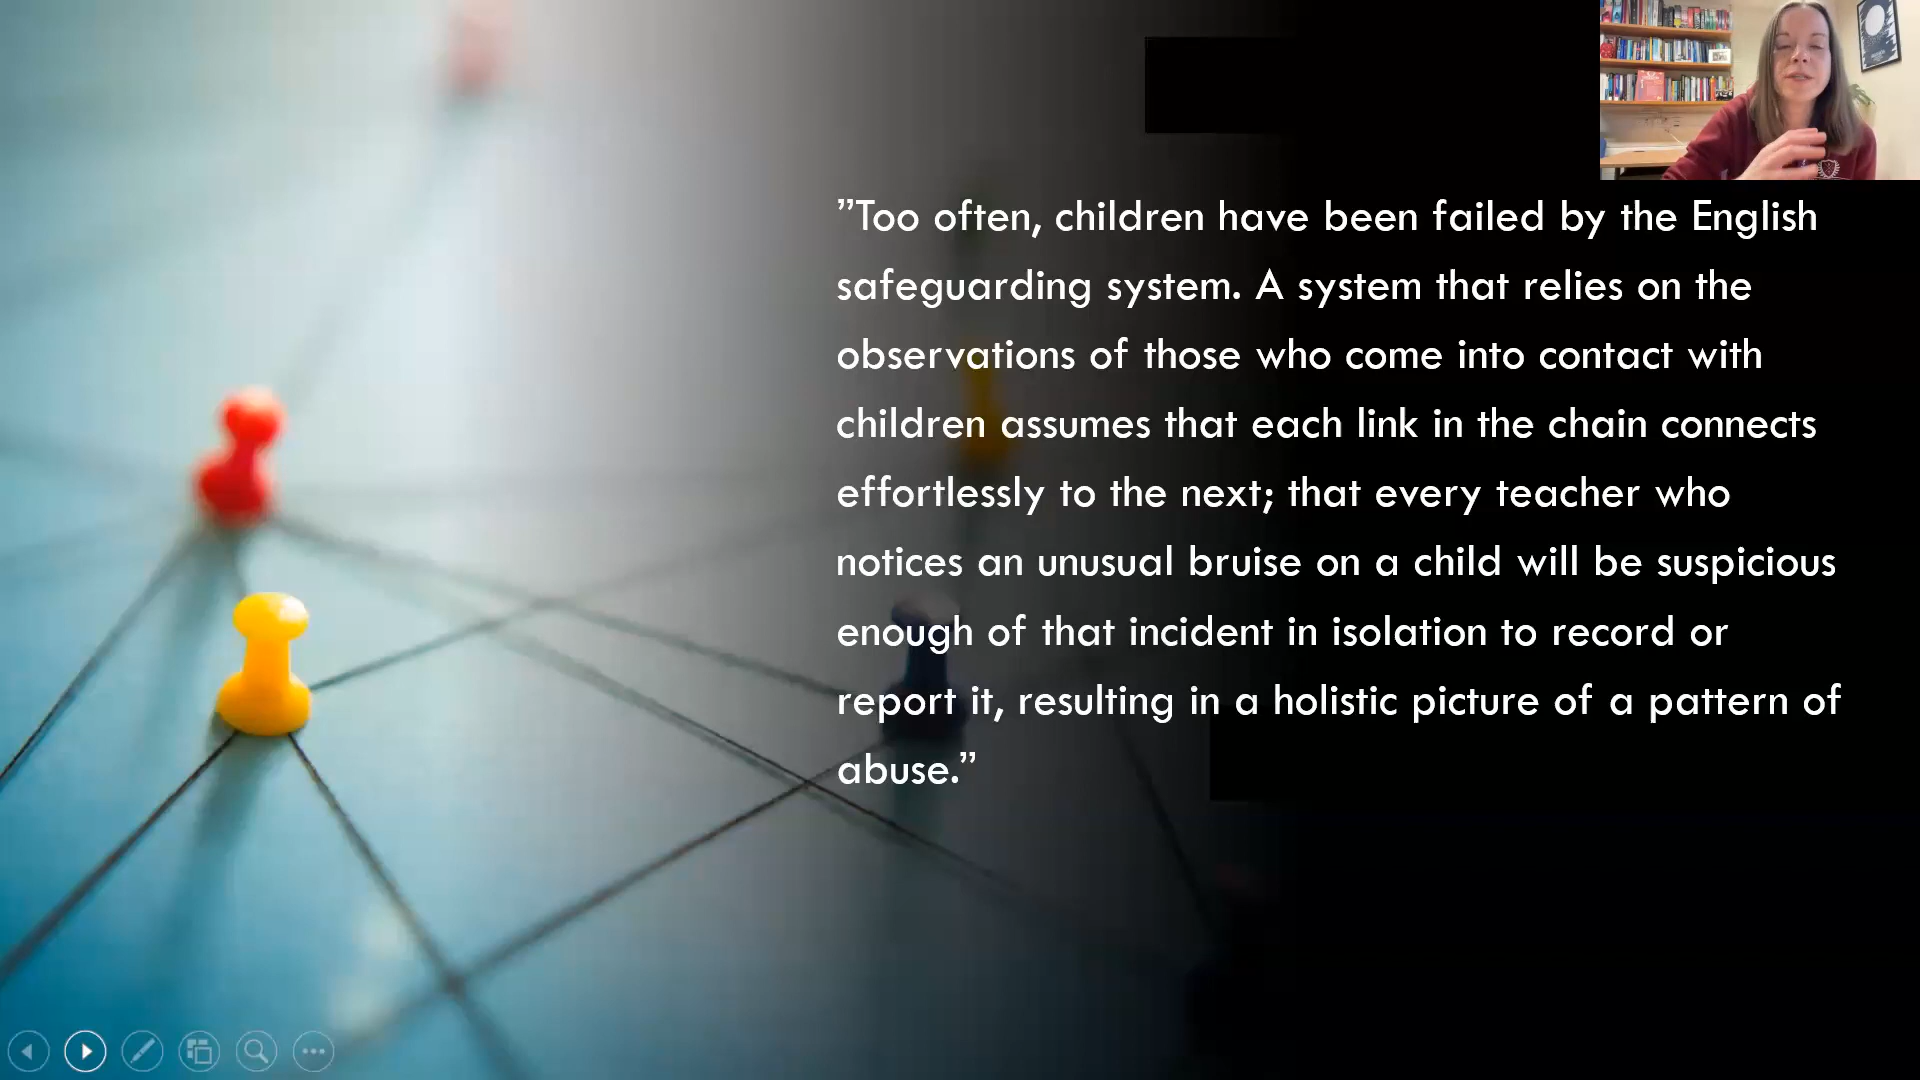 ”Too often, children have been failed by the English
safeguarding system. A system that relies on the
observations of those who come into contact with
children assumes that each link in the chain connects
effortlessly to the next; that every teacher who
notices an unusual bruise on a child will be suspicious
enough of that incident in isolation to record or
report it, resulting in a holistic picture of a pattern of
abuse.”